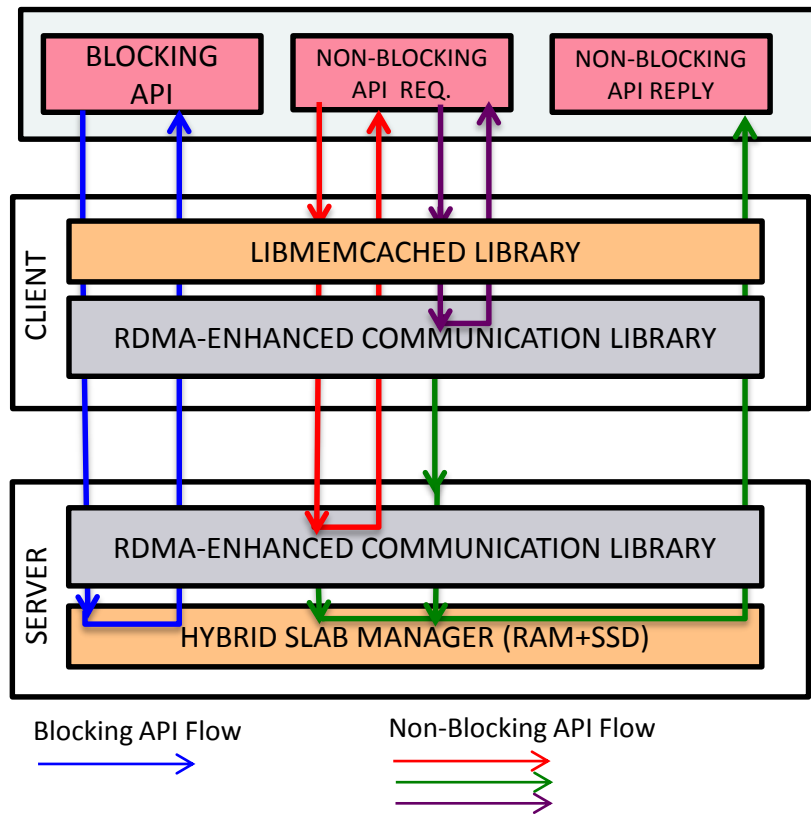 BLOCKING
API
NON-BLOCKING
API REQ.
NON-BLOCKING
API REPLY
CLIENT
LIBMEMCACHED LIBRARY
RDMA-ENHANCED COMMUNICATION LIBRARY
SERVER
RDMA-ENHANCED COMMUNICATION LIBRARY
HYBRID SLAB MANAGER (RAM+SSD)
Blocking API Flow
Non-Blocking API Flow